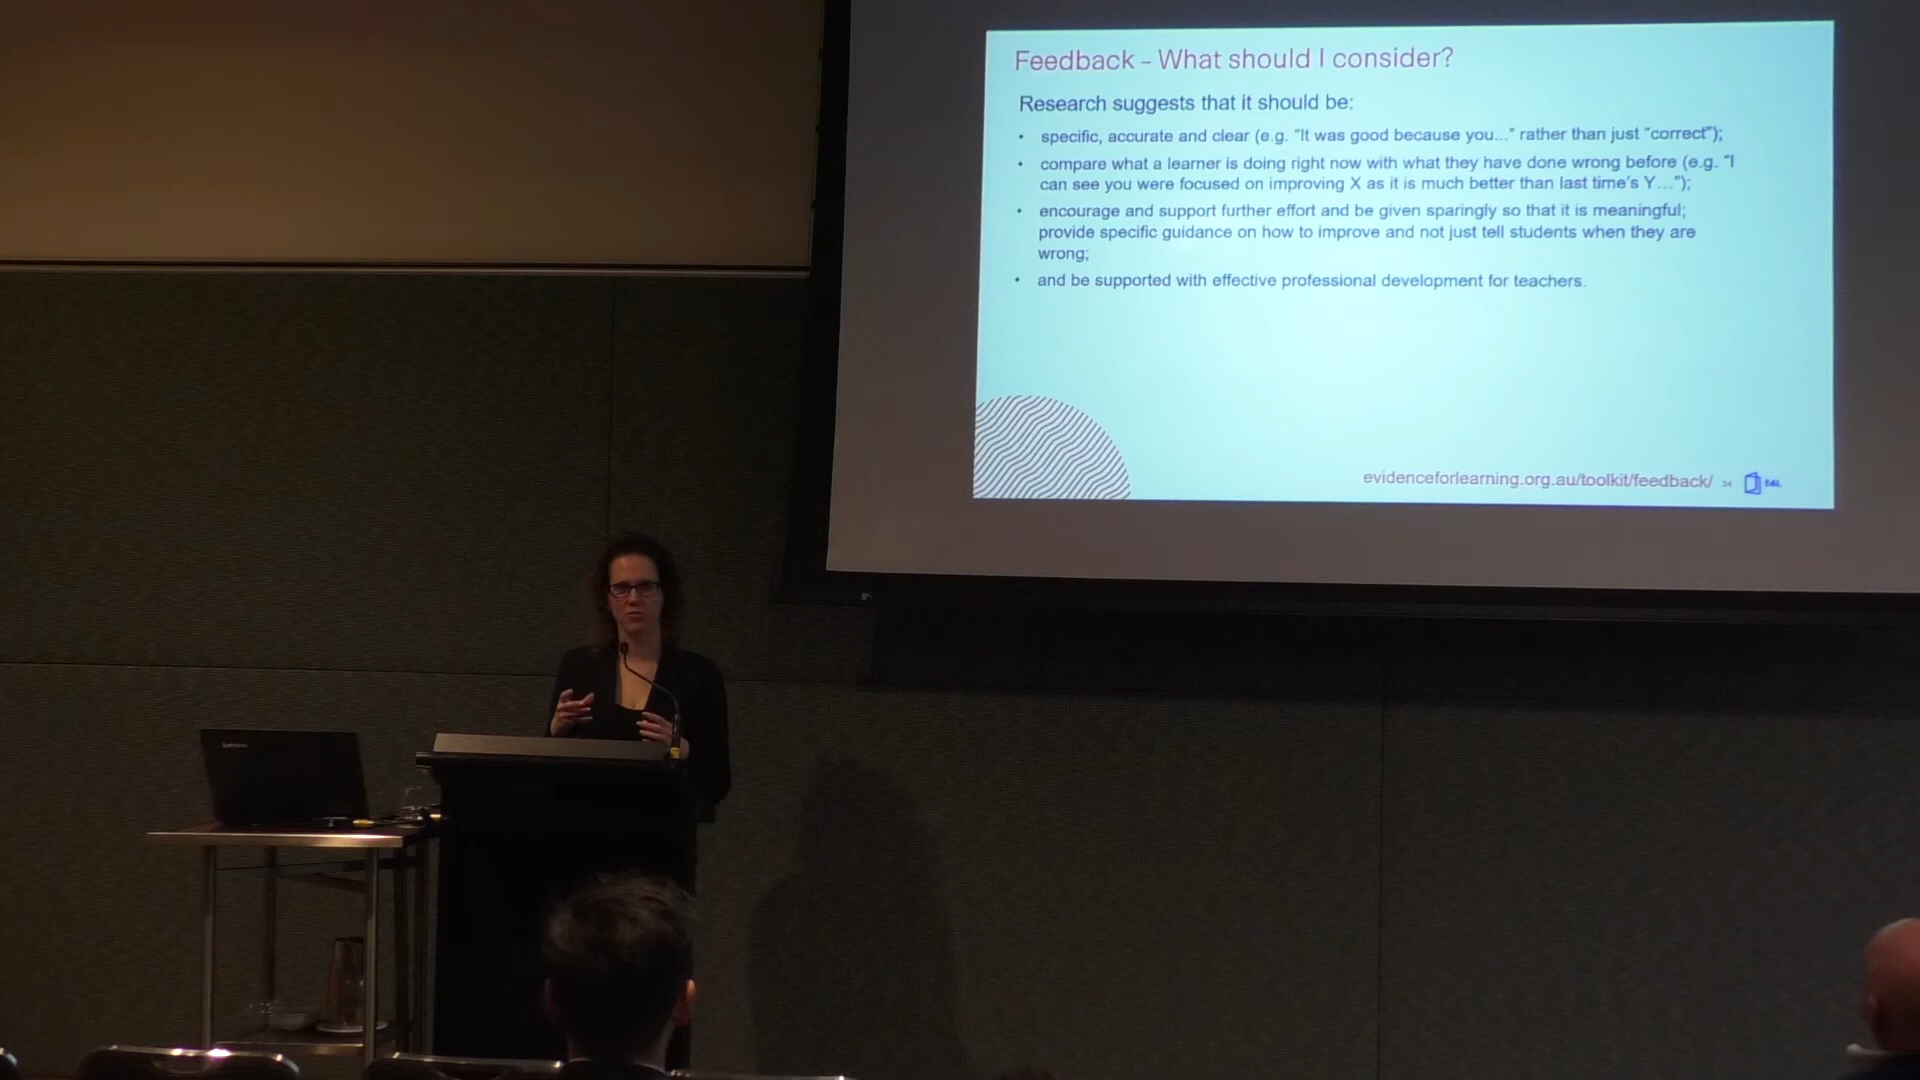 Feedback – What should I consider?
Research suggests that it should be:
• specific, accurate and clear (e.g. “It was good because you...” rather than just “correct”);
• compare what a learner is doing right now with what they have done wrong before (e.g. “I
can see you were focused on improving X as it is much better than last time’s Y…”);
• encourage and support further effort and be given sparingly so that it is meaningful;
provide specific guidance on how to improve and not just tell students when they are
wrong;
• and be supported with effective professional development for teachers.
evidenceforlearning.org.au/toolkit/feedback/ 34 E4L
Lenovo